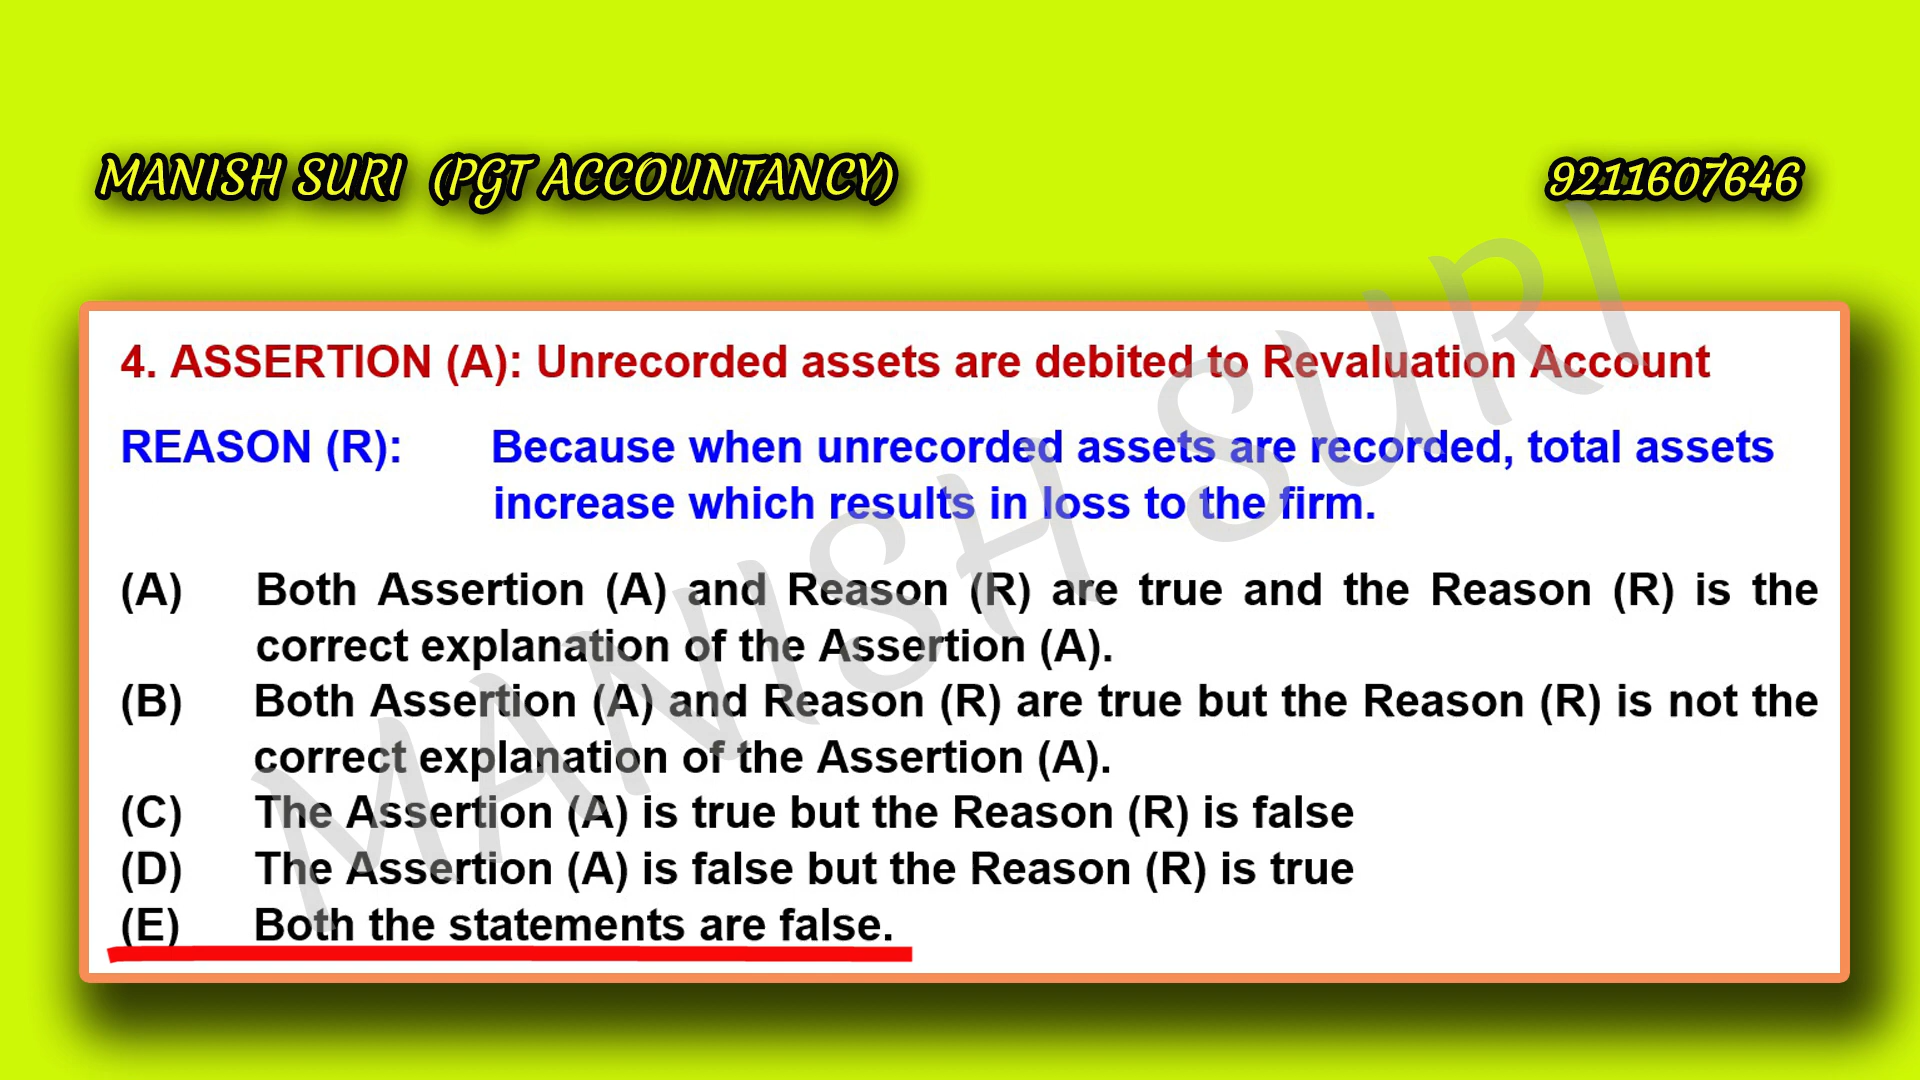 MANISH SURI (PGT ACCOUNTANCY) 9211607646
4. ASSERTION (A): Unrecorded assets are debited to Revaluation Account
REASON (R): Because when unrecorded assets are recorded, total assets
increase which results in loss to the firm.
(A) Both Assertion (A) and Reason (R) are true and the Reason (R) is the
correct explanation of the Assertion (A).
(B) Both Assertion (A) and Reason (R) are true but the Reason (R) is not the
correct explanation of the Assertion (A).
(C) The Assertion (A) is true but the Reason (R) is false
(D) The Assertion (A) is false but the Reason (R) is true
(E) Both the statements are false.
MANISH SURI